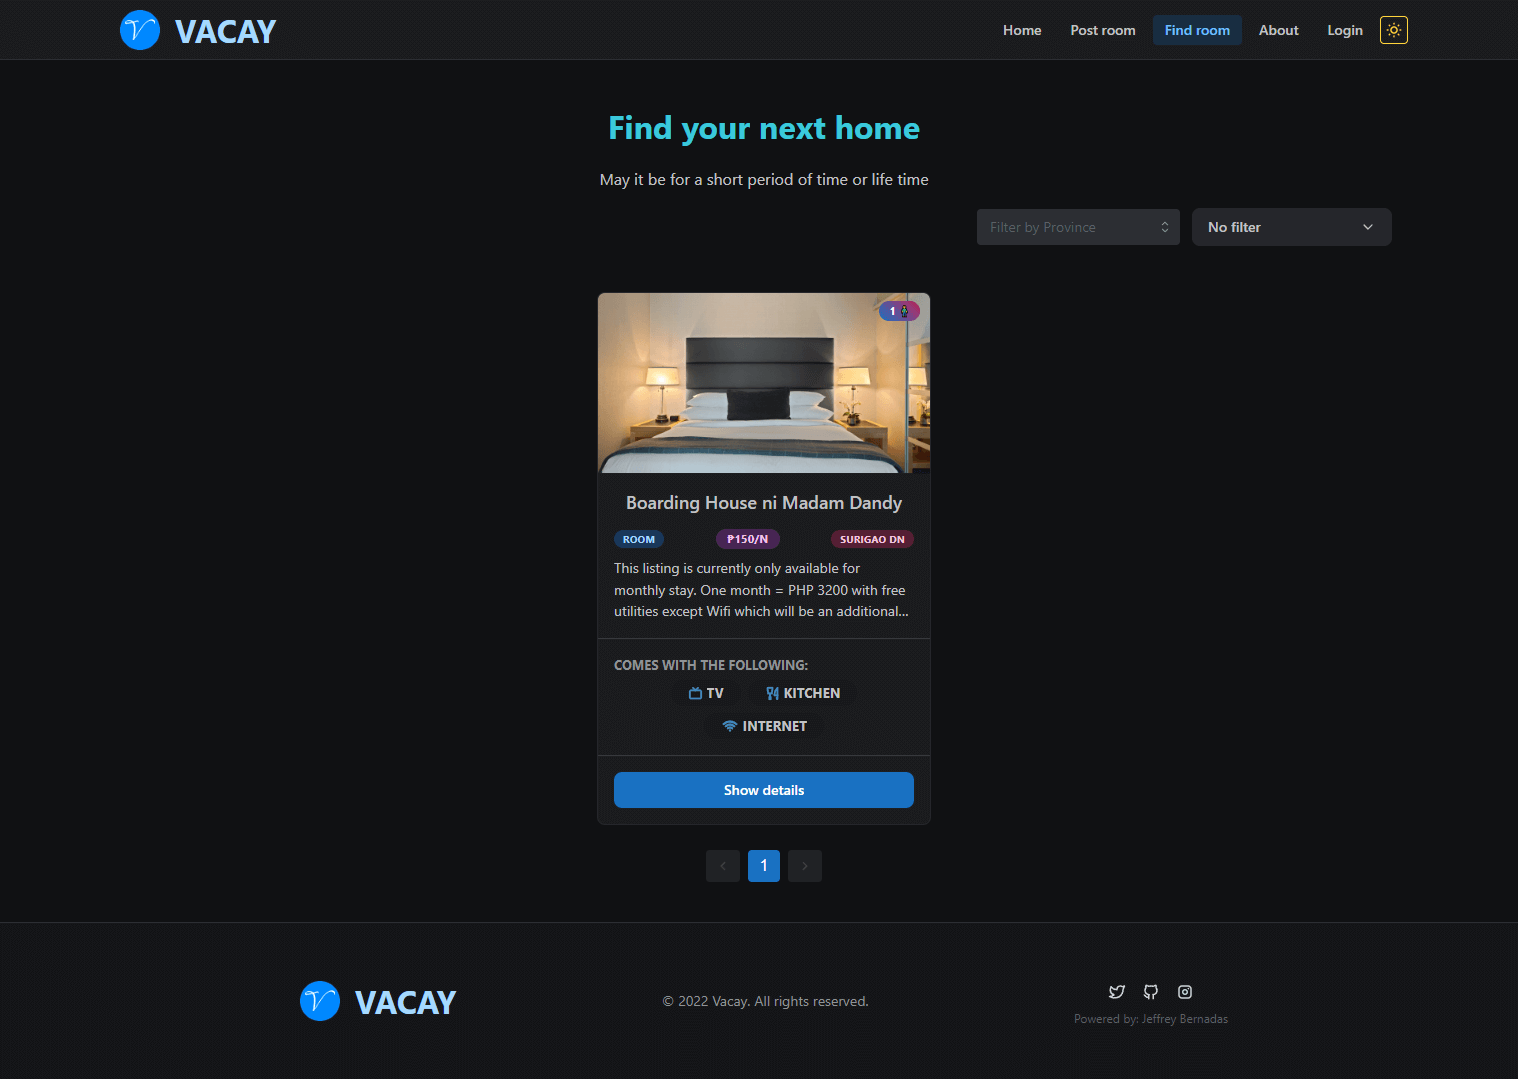 VACAY
Home
Post room
Find room
About
Login
Find your next home
May it be for a short period of time or life time
Filter by Province
No filter
1
Boarding House ni Madam Dandy
ROOM
₱150/N
SURIGAO DN
This listing is currently only available for
monthly stay. One month = PHP 3200 with free
utilities except Wifi which will be an additional...
COMES WITH THE FOLLOWING:
TV
KITCHEN
INTERNET
Show details
1
VACAY
© 2022 Vacay. All rights reserved.
Powered by: Jeffrey Bernadas